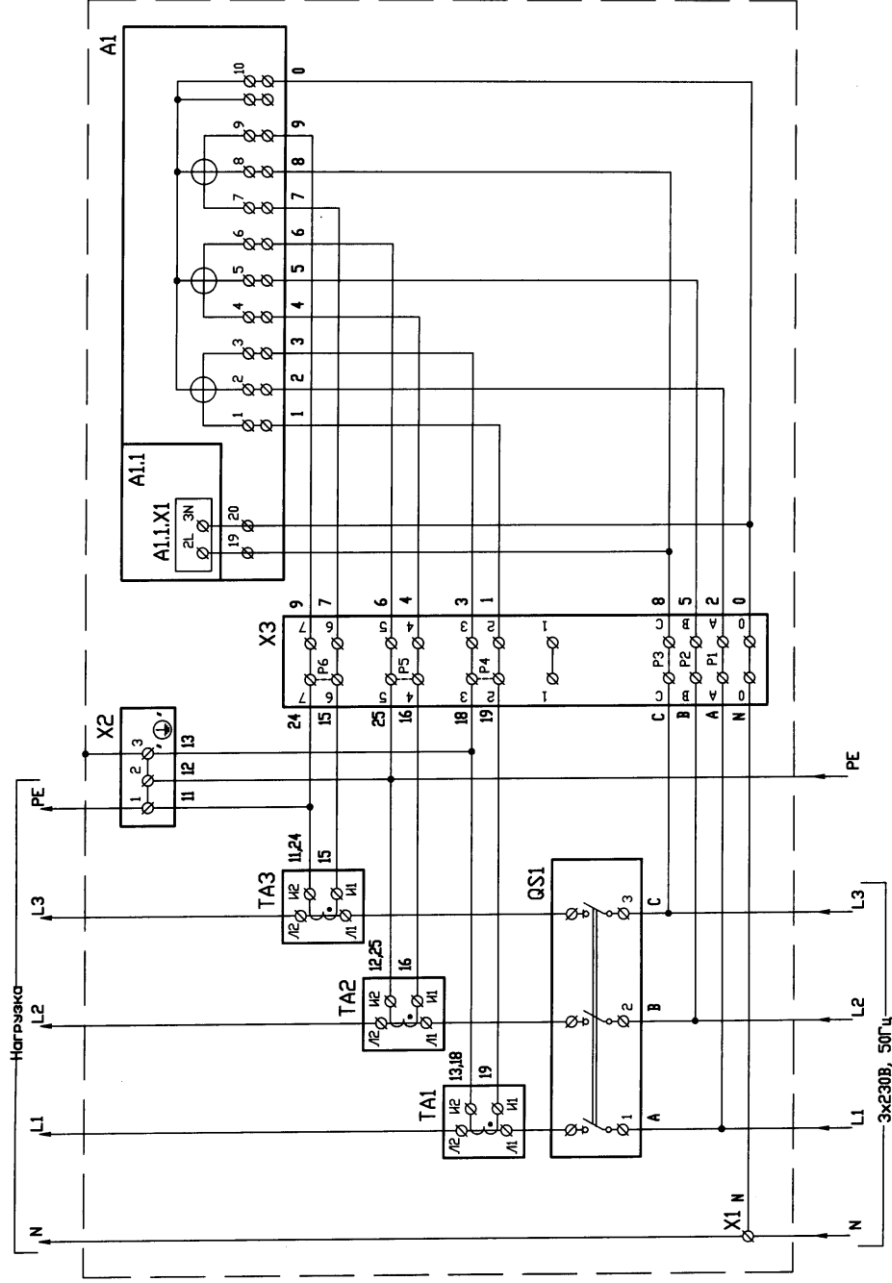 Нагрузка
N
L1
L2
L3
PE
X2
1
2
3
11
12
13
A1
A1.1
A1.1.X1
2L
3N
19
20
1
2
3
4
5
6
7
8
9
10
1
2
3
4
5
6
7
8
9
0
TA3
Л2
И2
Л1
И1
11,24
15
TA2
Л2
И2
Л1
И1
12,25
16
TA1
Л2
И2
Л1
И1
13,18
19
X3
24
7
P6
7
9
15
6
6
7
25
5
P5
5
6
16
4
4
4
18
3
P4
3
3
19
2
2
1
1
1
C
C
P3
C
8
B
B
P2
B
5
A
A
P1
A
2
N
0
0
0
QS1
1
2
3
A
B
C
X1
N
N
L1
L2
L3
PE
3x230В, 50Гц